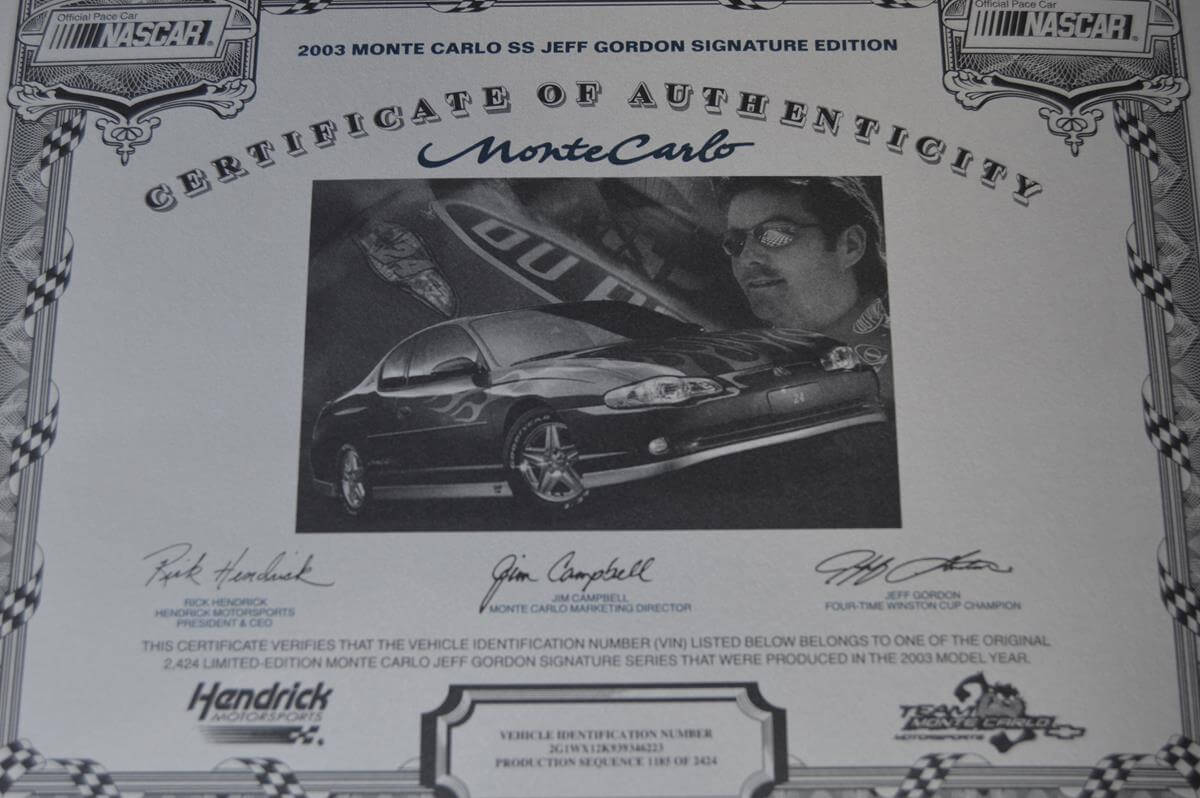 Official Pace Car
NASCAR
Official Pace Car
NASCAR
2003 MONTE CARLO SS JEFF GORDON SIGNATURE EDITION
CERTIFICATE OF AUTHENTICITY
Monte Carlo
DU
GOODYEAR
24
Rick Hendrick
Jim Campbell
RICK HENDRICK
HENDRICK MOTORSPORTS
PRESIDENT & CEO
JIM CAMPBELL
MONTE CARLO MARKETING DIRECTOR
JEFF GORDON
FOUR-TIME WINSTON CUP CHAMPION
THIS CERTIFICATE VERIFIES THAT THE VEHICLE IDENTIFICATION NUMBER (VIN) LISTED BELOW BELONGS TO ONE OF THE ORIGINAL
2,424 LIMITED-EDITION MONTE CARLO JEFF GORDON SIGNATURE SERIES THAT WERE PRODUCED IN THE 2003 MODEL YEAR.
Hendrick
MOTORSPORTS
TEAM
MONTE CARLO
MOTORSPORTS
VEHICLE IDENTIFICATION NUMBER
2G1WX12K939346223
PRODUCTION SEQUENCE 1185 OF 2424